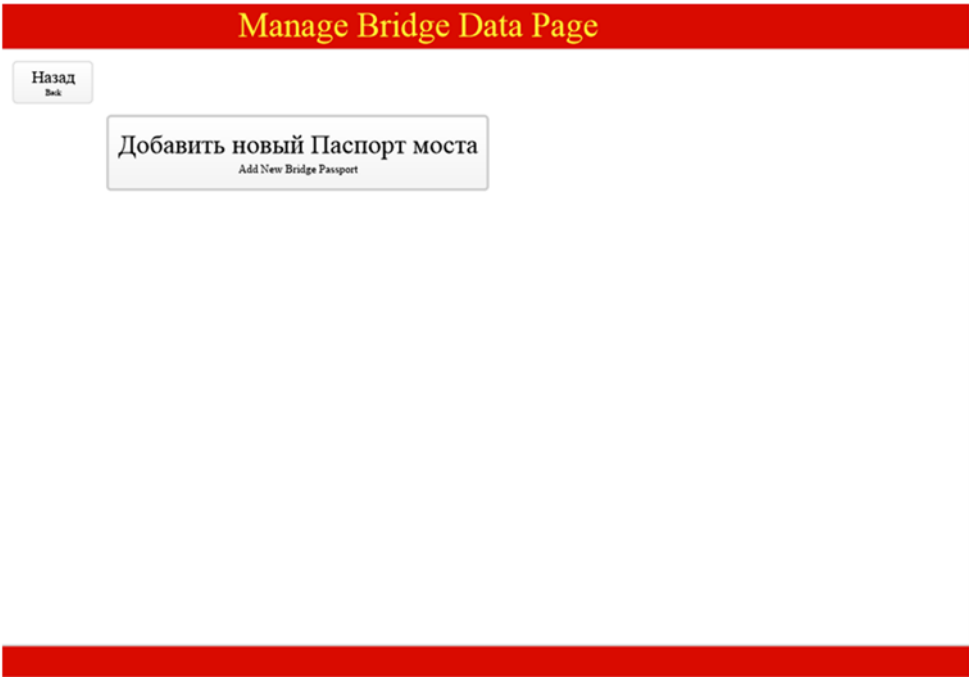 Manage Bridge Data Page
Назад
Back
Добавить новый Паспорт моста
Add New Bridge Passport